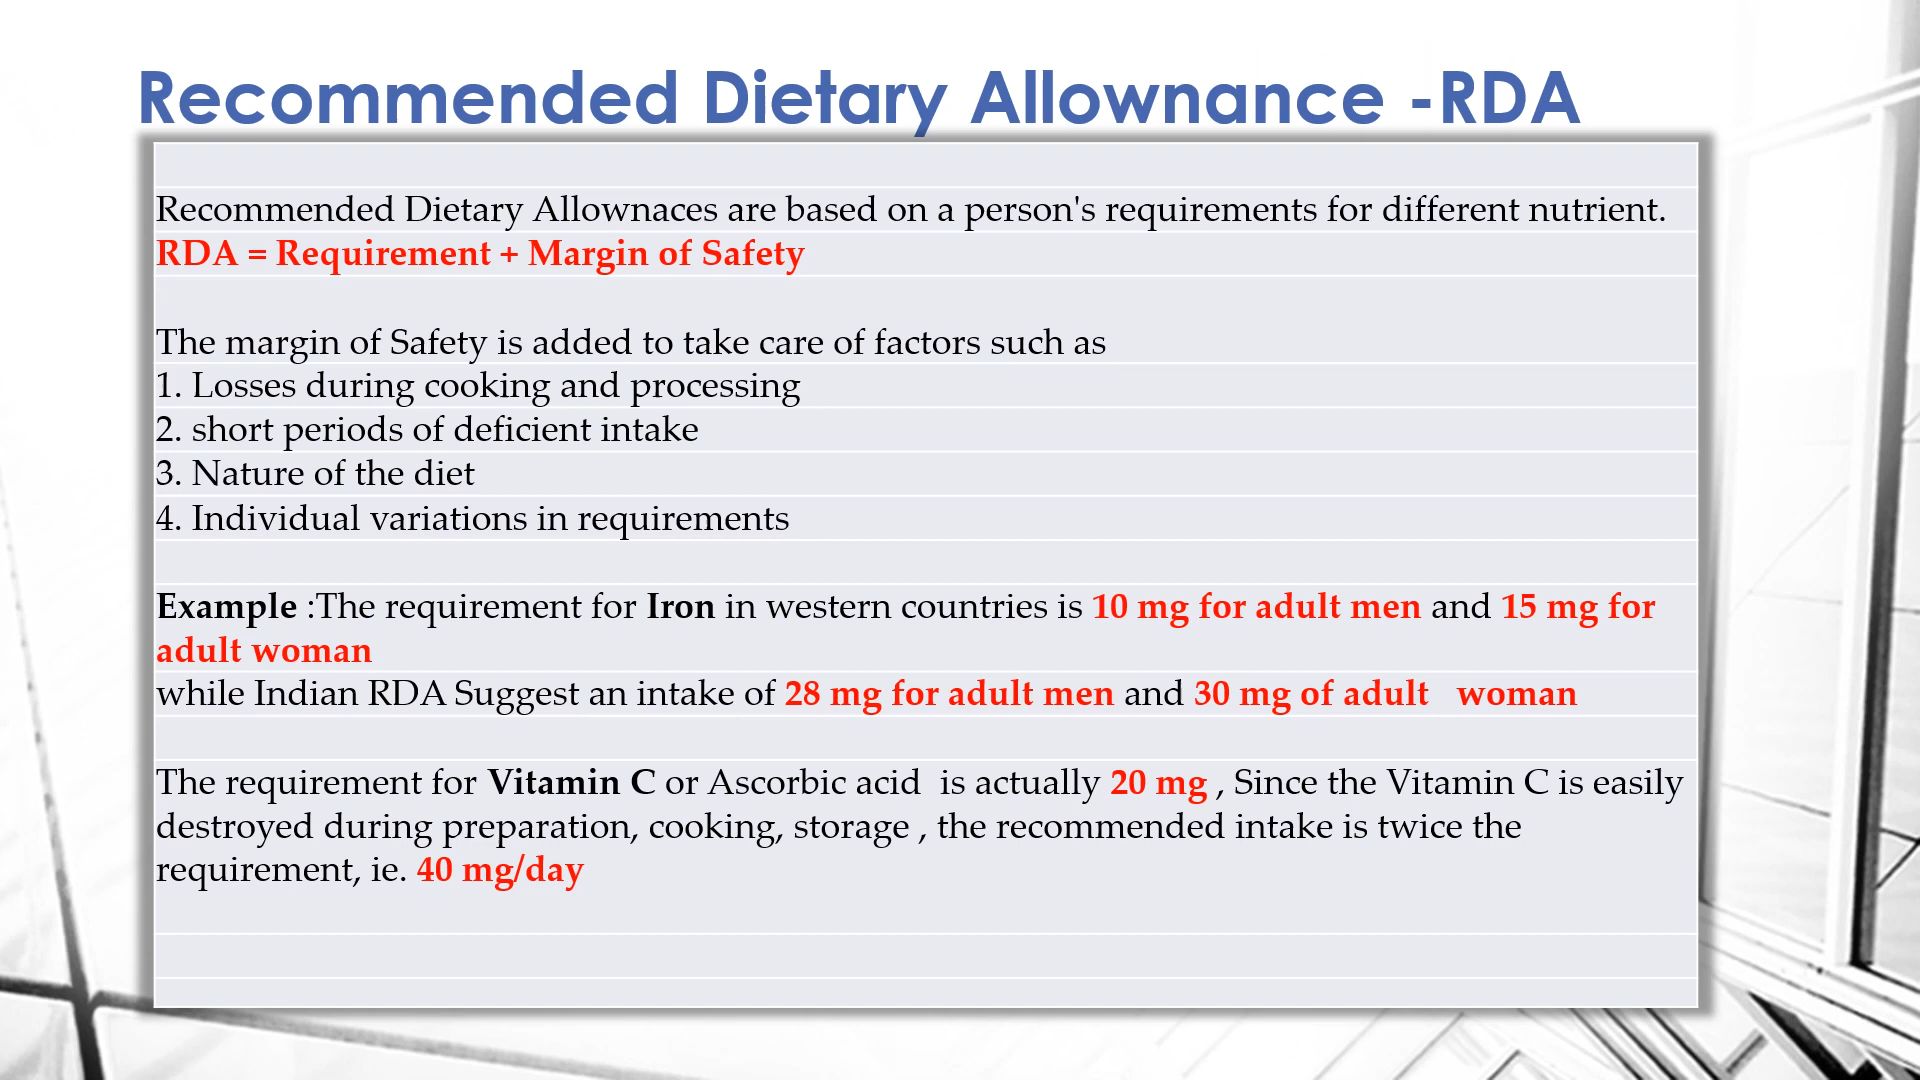 Recommended Dietary Allownance -RDA
Recommended Dietary Allownaces are based on a person's requirements for different nutrient.
RDA = Requirement + Margin of Safety
The margin of Safety is added to take care of factors such as
1. Losses during cooking and processing
2. short periods of deficient intake
3. Nature of the diet
4. Individual variations in requirements
Example :The requirement for Iron in western countries is 10 mg for adult men and 15 mg for
adult woman
while Indian RDA Suggest an intake of 28 mg for adult men and 30 mg of adult   woman
The requirement for Vitamin C or Ascorbic acid  is actually 20 mg , Since the Vitamin C is easily
destroyed during preparation, cooking, storage , the recommended intake is twice the
requirement, ie. 40 mg/day